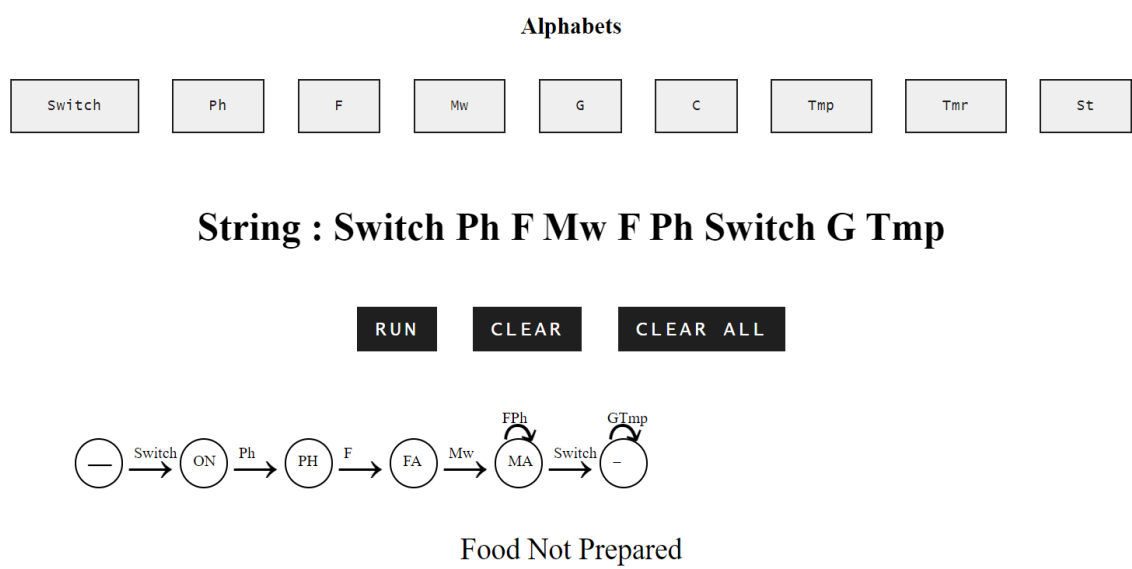 Alphabets
Switch Ph F Mw G C Tmp Tmr St
String : Switch Ph F Mw F Ph Switch G Tmp
RUN CLEAR CLEAR ALL
FPh GTmp
Switch Ph F Mw Switch
— ON PH FA MA –
Food Not Prepared